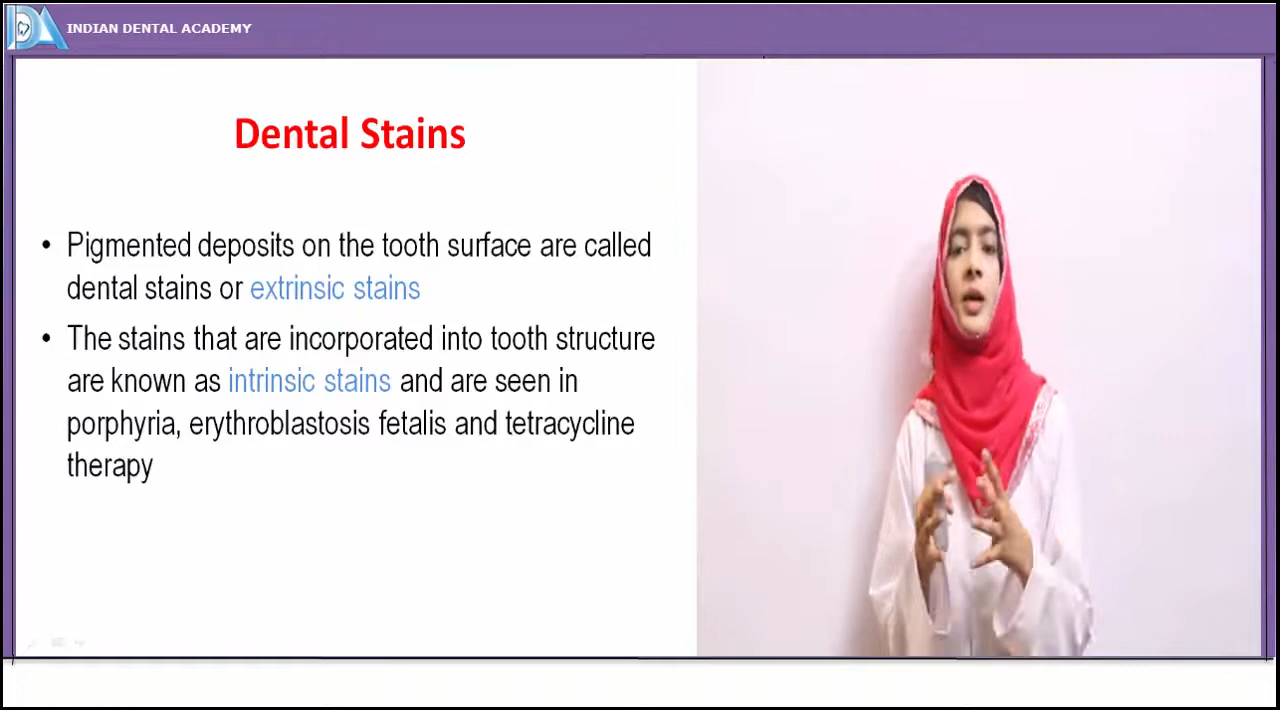 INDIAN DENTAL ACADEMY
Dental Stains
• Pigmented deposits on the tooth surface are called
dental stains or extrinsic stains
• The stains that are incorporated into tooth structure
are known as intrinsic stains and are seen in
porphyria, erythroblastosis fetalis and tetracycline
therapy